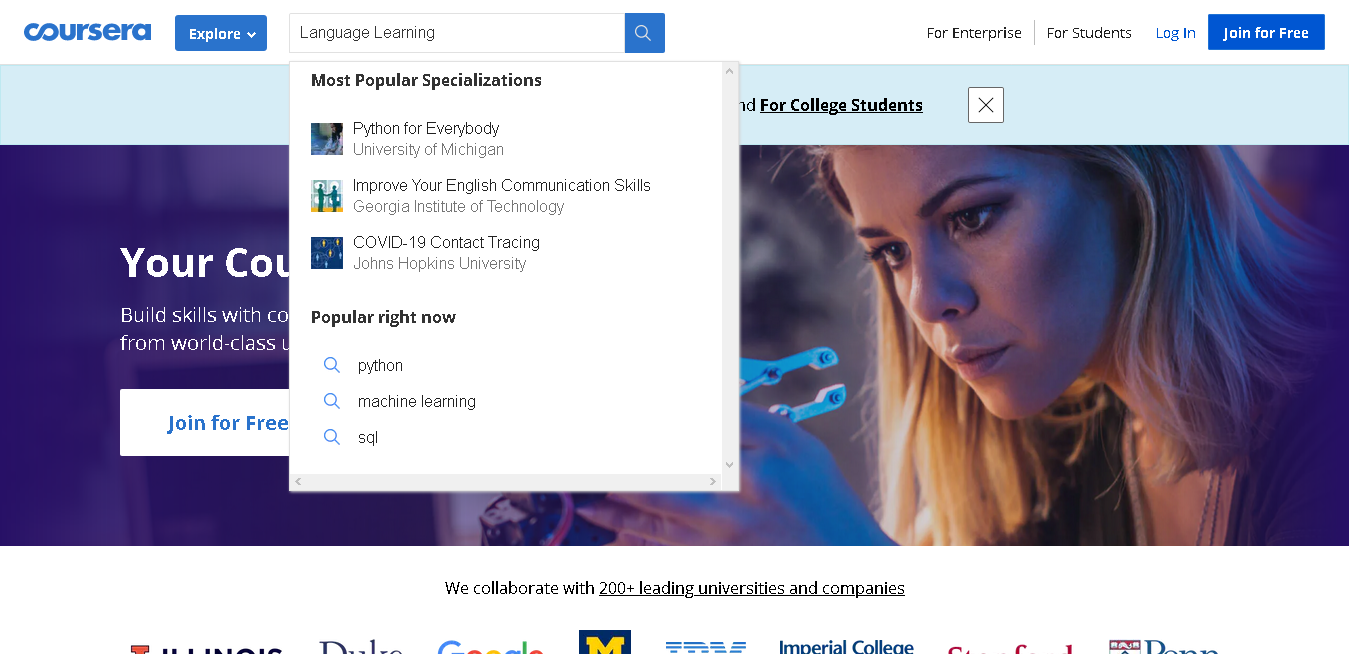 coursera
Explore
Language Learning
For Enterprise
For Students
Log In
Join for Free
Most Popular Specializations
For College Students
Python for Everybody
University of Michigan
Improve Your English Communication Skills
Georgia Institute of Technology
COVID-19 Contact Tracing
Johns Hopkins University
Your Cou
Build skills with co
from world-class u
Popular right now
python
machine learning
sql
Join for Free
We collaborate with 200+ leading universities and companies
ILLINOIS
Duke
Google
M
IBM
Imperial College
Stanford
Penn